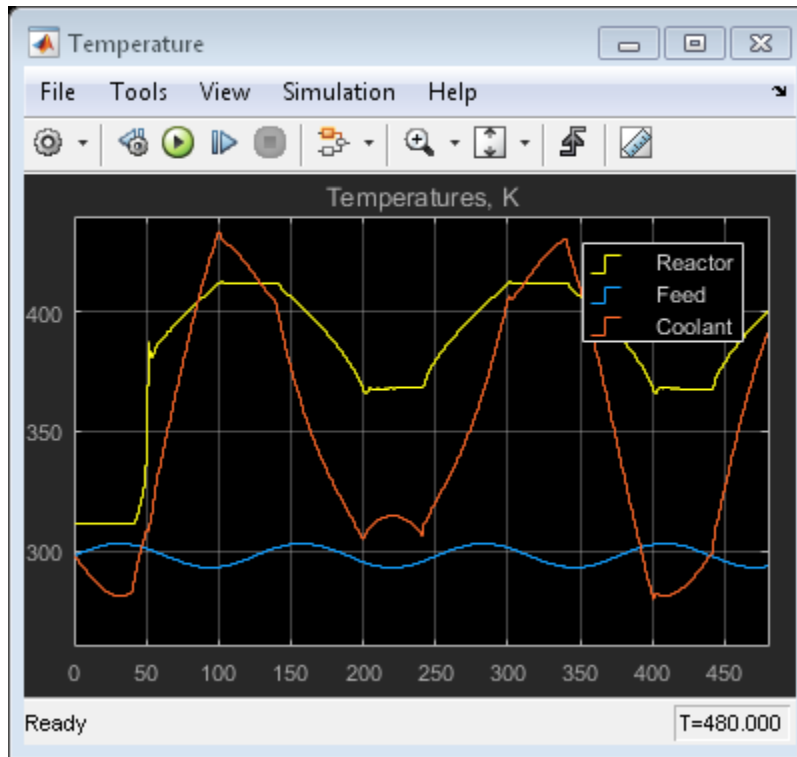 Temperature
File Tools View Simulation Help
Temperatures, K
Reactor
Feed
Coolant
400
350
300
0 50 100 150 200 250 300 350 400 450
Ready T=480.000